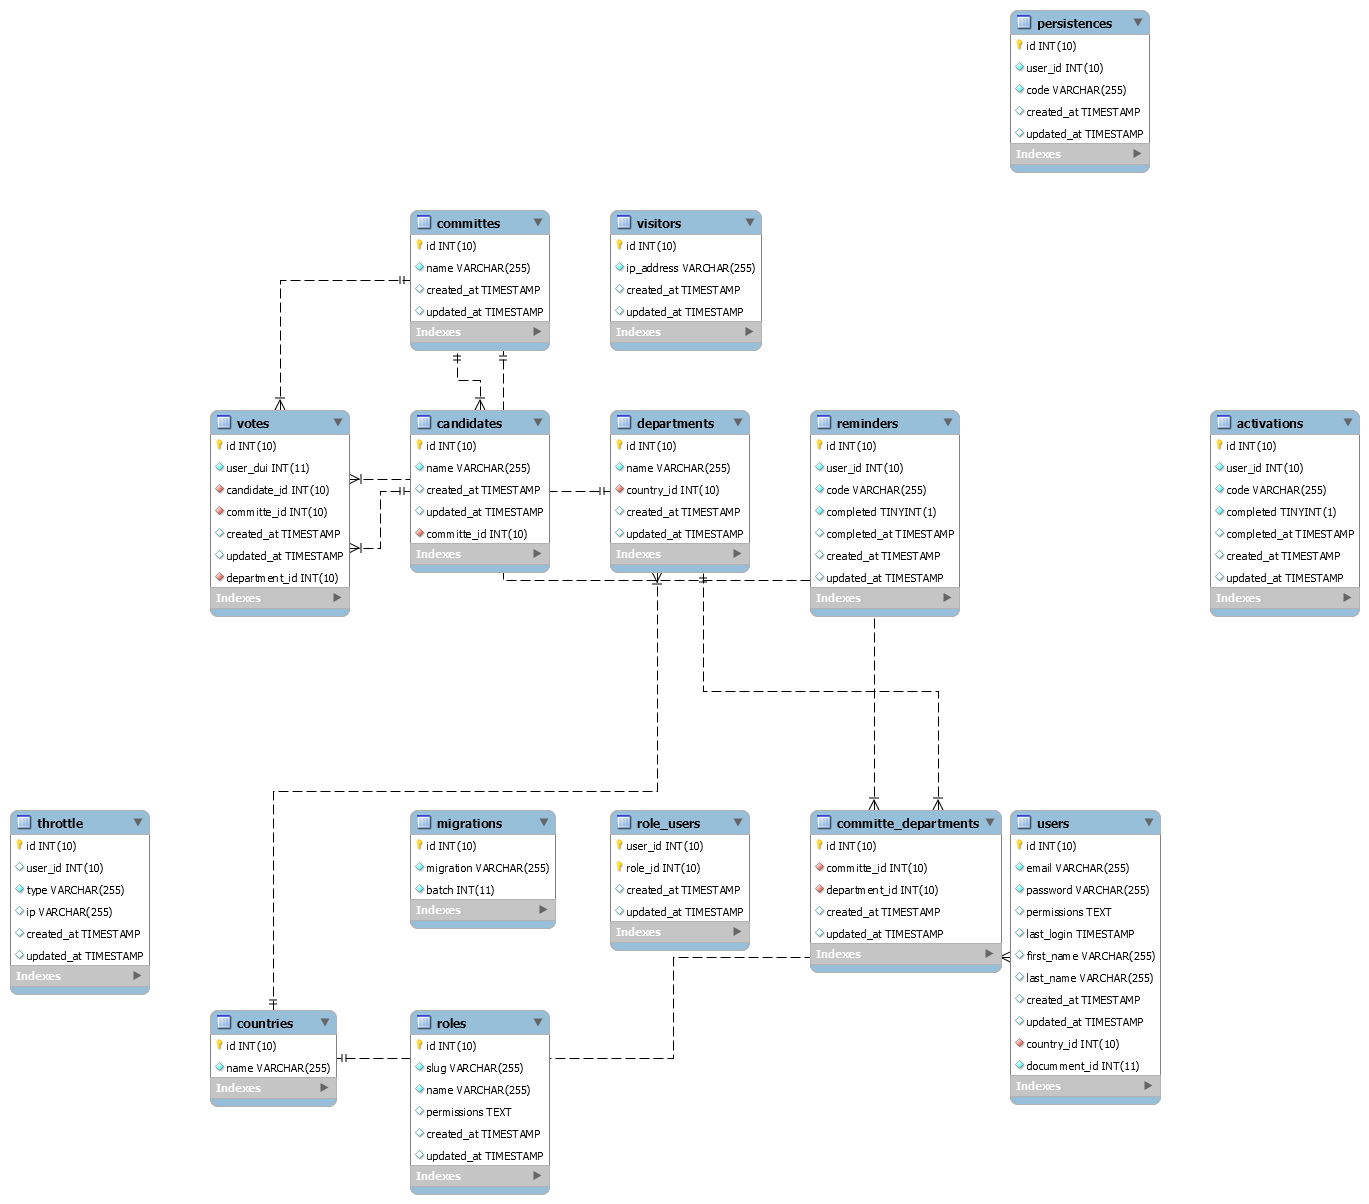 persistences
id INT(10)
user_id INT(10)
code VARCHAR(255)
created_at TIMESTAMP
updated_at TIMESTAMP
Indexes
committes
id INT(10)
name VARCHAR(255)
created_at TIMESTAMP
updated_at TIMESTAMP
Indexes
visitors
id INT(10)
ip_address VARCHAR(255)
created_at TIMESTAMP
updated_at TIMESTAMP
Indexes
votes
id INT(10)
user_dui INT(11)
candidate_id INT(10)
committe_id INT(10)
created_at TIMESTAMP
updated_at TIMESTAMP
department_id INT(10)
Indexes
candidates
id INT(10)
name VARCHAR(255)
created_at TIMESTAMP
updated_at TIMESTAMP
committe_id INT(10)
Indexes
departments
id INT(10)
name VARCHAR(255)
country_id INT(10)
created_at TIMESTAMP
updated_at TIMESTAMP
Indexes
reminders
id INT(10)
user_id INT(10)
code VARCHAR(255)
completed TINYINT(1)
completed_at TIMESTAMP
created_at TIMESTAMP
updated_at TIMESTAMP
Indexes
activations
id INT(10)
user_id INT(10)
code VARCHAR(255)
completed TINYINT(1)
completed_at TIMESTAMP
created_at TIMESTAMP
updated_at TIMESTAMP
Indexes
throttle
id INT(10)
user_id INT(10)
type VARCHAR(255)
ip VARCHAR(255)
created_at TIMESTAMP
updated_at TIMESTAMP
Indexes
migrations
id INT(10)
migration VARCHAR(255)
batch INT(11)
Indexes
role_users
user_id INT(10)
role_id INT(10)
created_at TIMESTAMP
updated_at TIMESTAMP
Indexes
committe_departments
id INT(10)
committe_id INT(10)
department_id INT(10)
created_at TIMESTAMP
updated_at TIMESTAMP
Indexes
users
id INT(10)
email VARCHAR(255)
password VARCHAR(255)
permissions TEXT
last_login TIMESTAMP
first_name VARCHAR(255)
last_name VARCHAR(255)
created_at TIMESTAMP
updated_at TIMESTAMP
country_id INT(10)
documment_id INT(11)
Indexes
countries
id INT(10)
name VARCHAR(255)
Indexes
roles
id INT(10)
slug VARCHAR(255)
name VARCHAR(255)
permissions TEXT
created_at TIMESTAMP
updated_at TIMESTAMP
Indexes